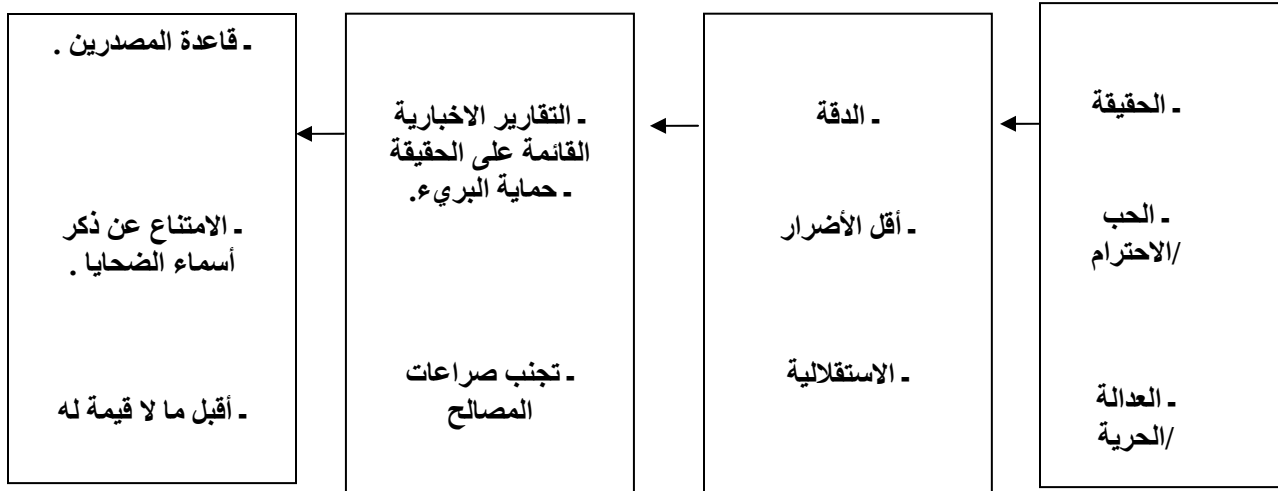 ـ الحقيقة
ـ الحب
/الاحترام
ـ العدالة
/الحرية
ـ الدقة
ـ أقل الأضرار
ـ الاستقلالية
ـ التقارير الاخبارية
القائمة على الحقيقة
ـ حماية البريء.
ـ تجنب صراعات
المصالح
ـ قاعدة المصدرين .
ـ الامتناع عن ذكر
أسماء الضحايا .
ـ أقبل ما لا قيمة له